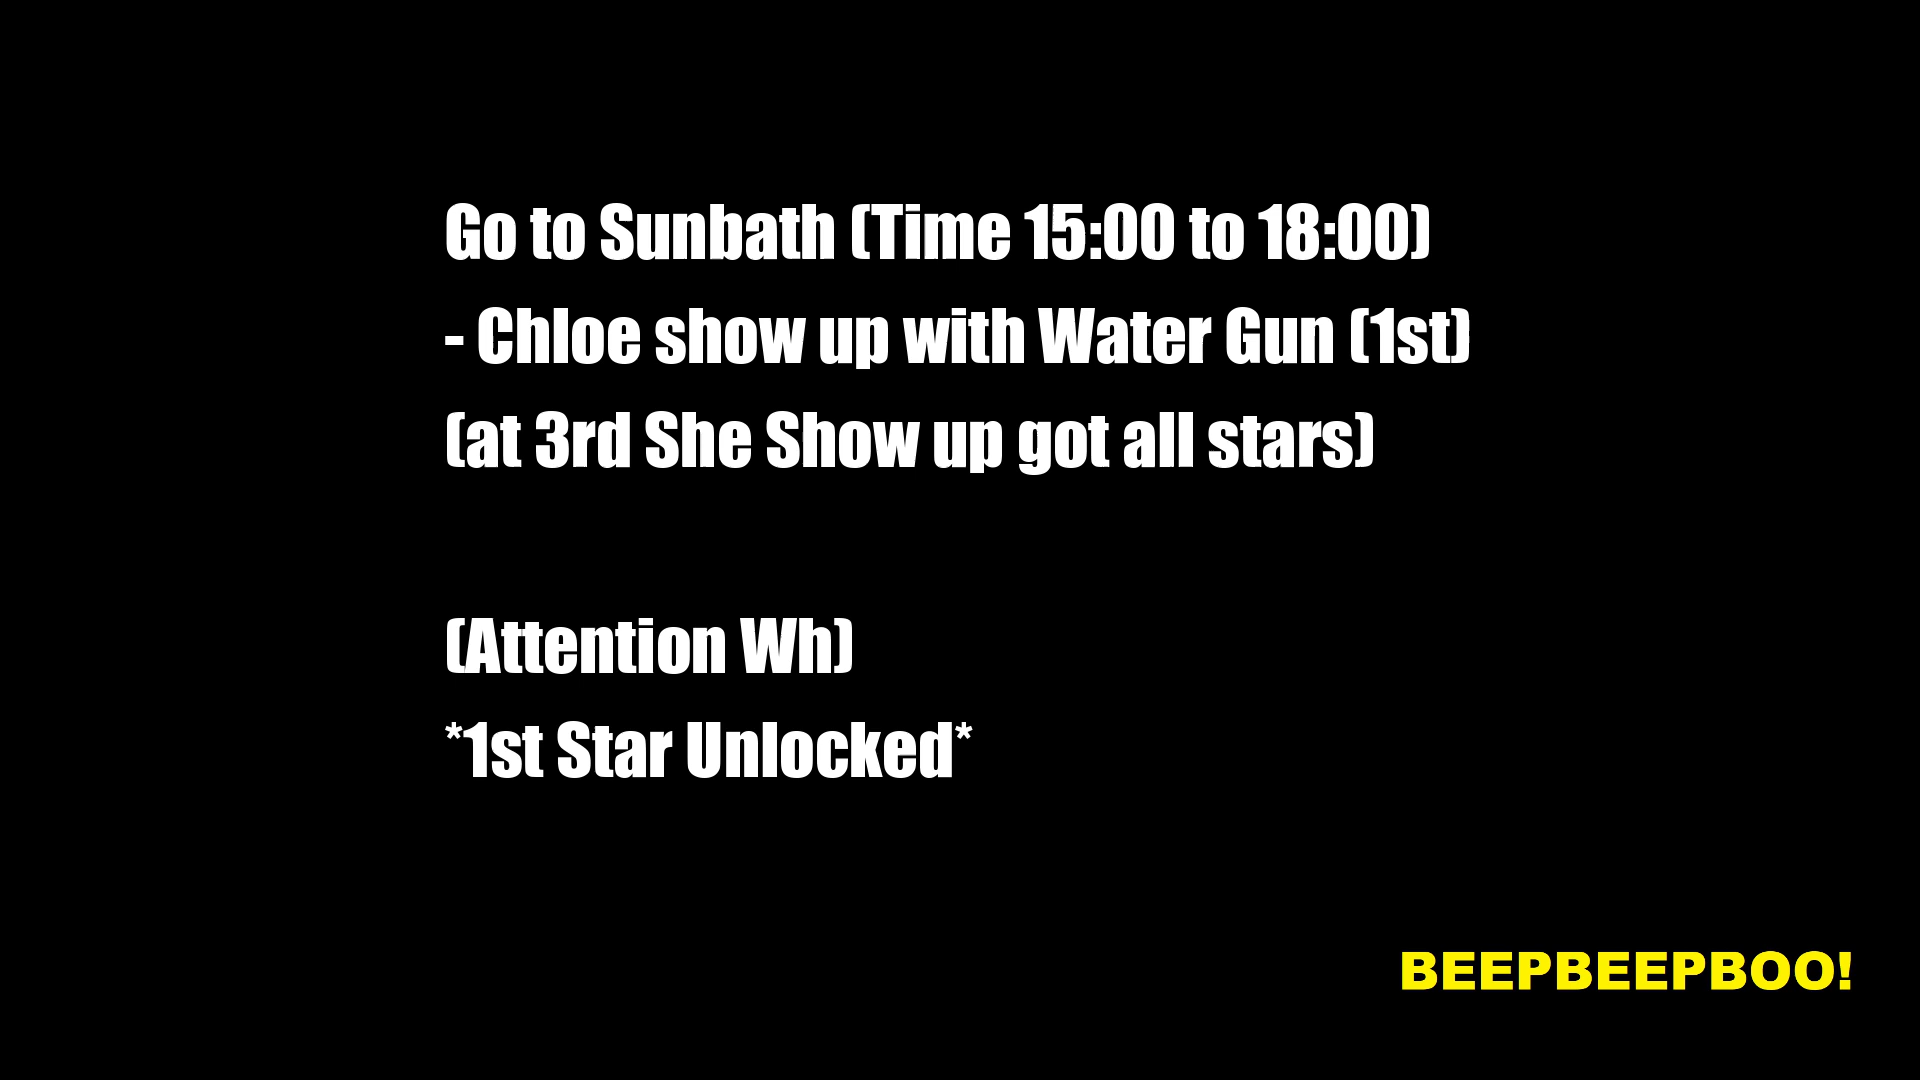 Go to Sunbath (Time 15:00 to 18:00)
- Chloe show up with Water Gun (1st)
(at 3rd She Show up got all stars)
(Attention Wh)
*1st Star Unlocked*
BEEPBEEPBOO!